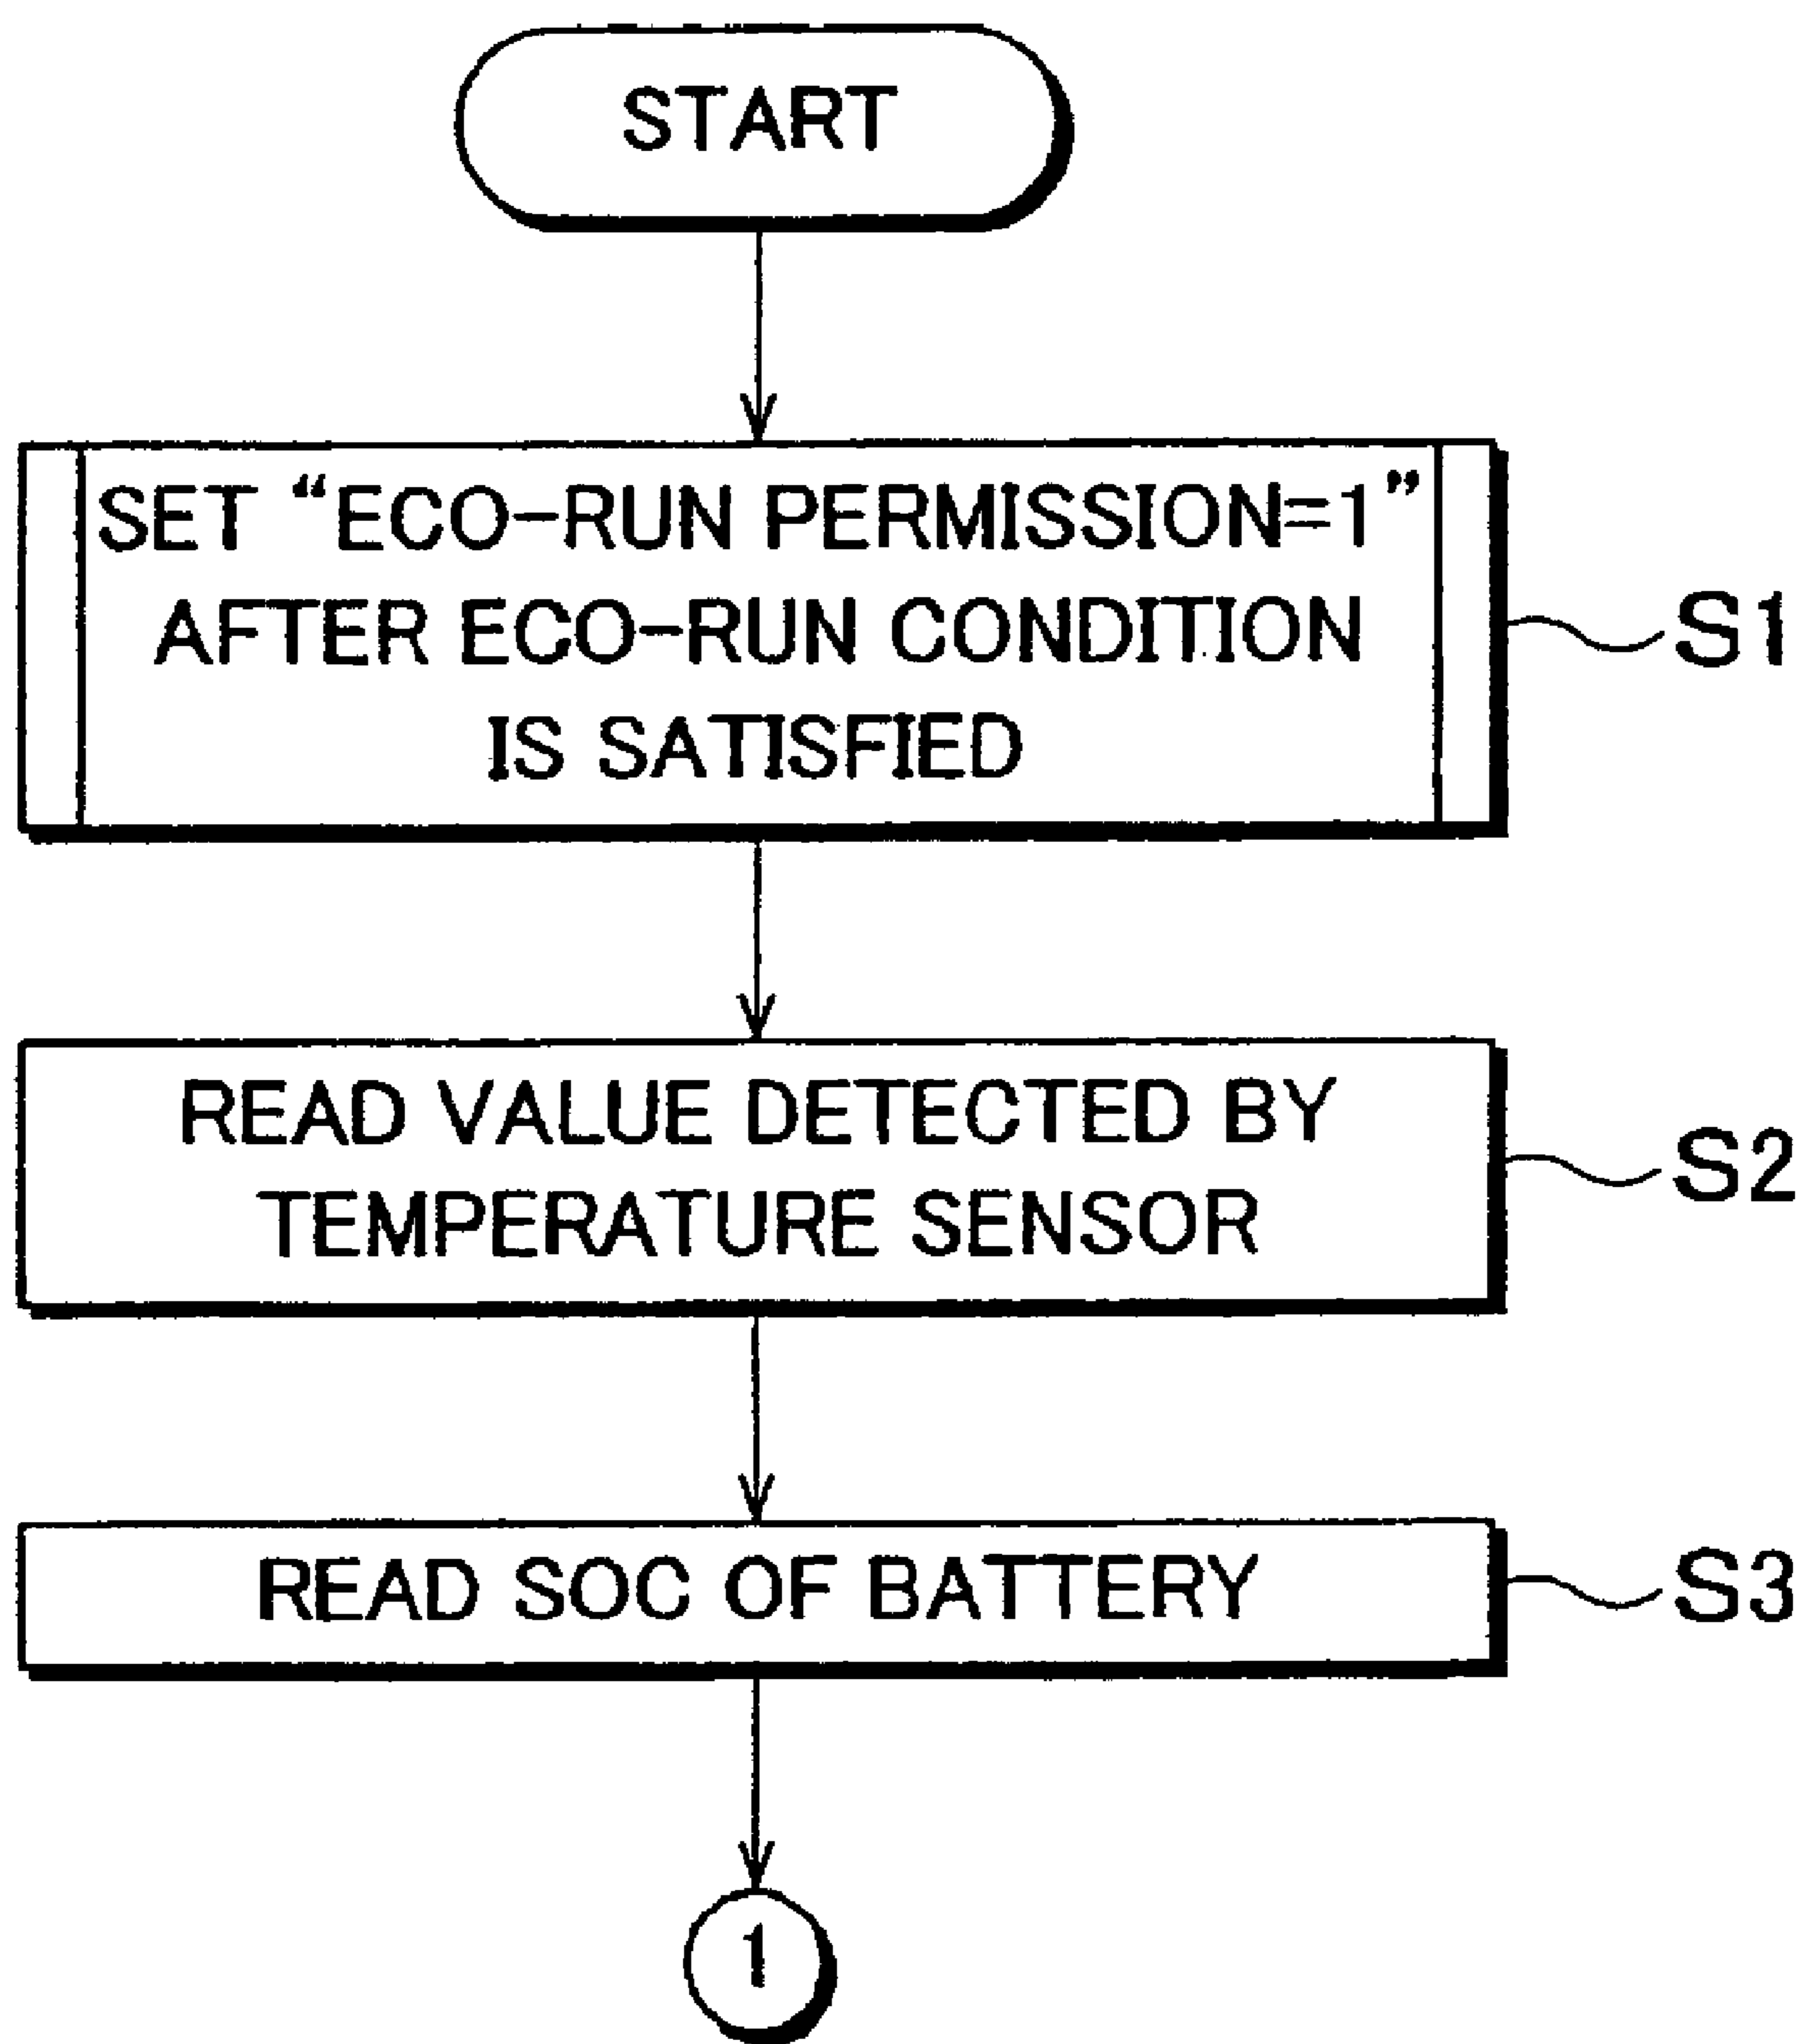 START
SET “ECO-RUN PERMISSION=1”
AFTER ECO-RUN CONDITION
IS SATISFIED
S1
READ VALUE DETECTED BY
TEMPERATURE SENSOR
S2
READ SOC OF BATTERY
S3
1